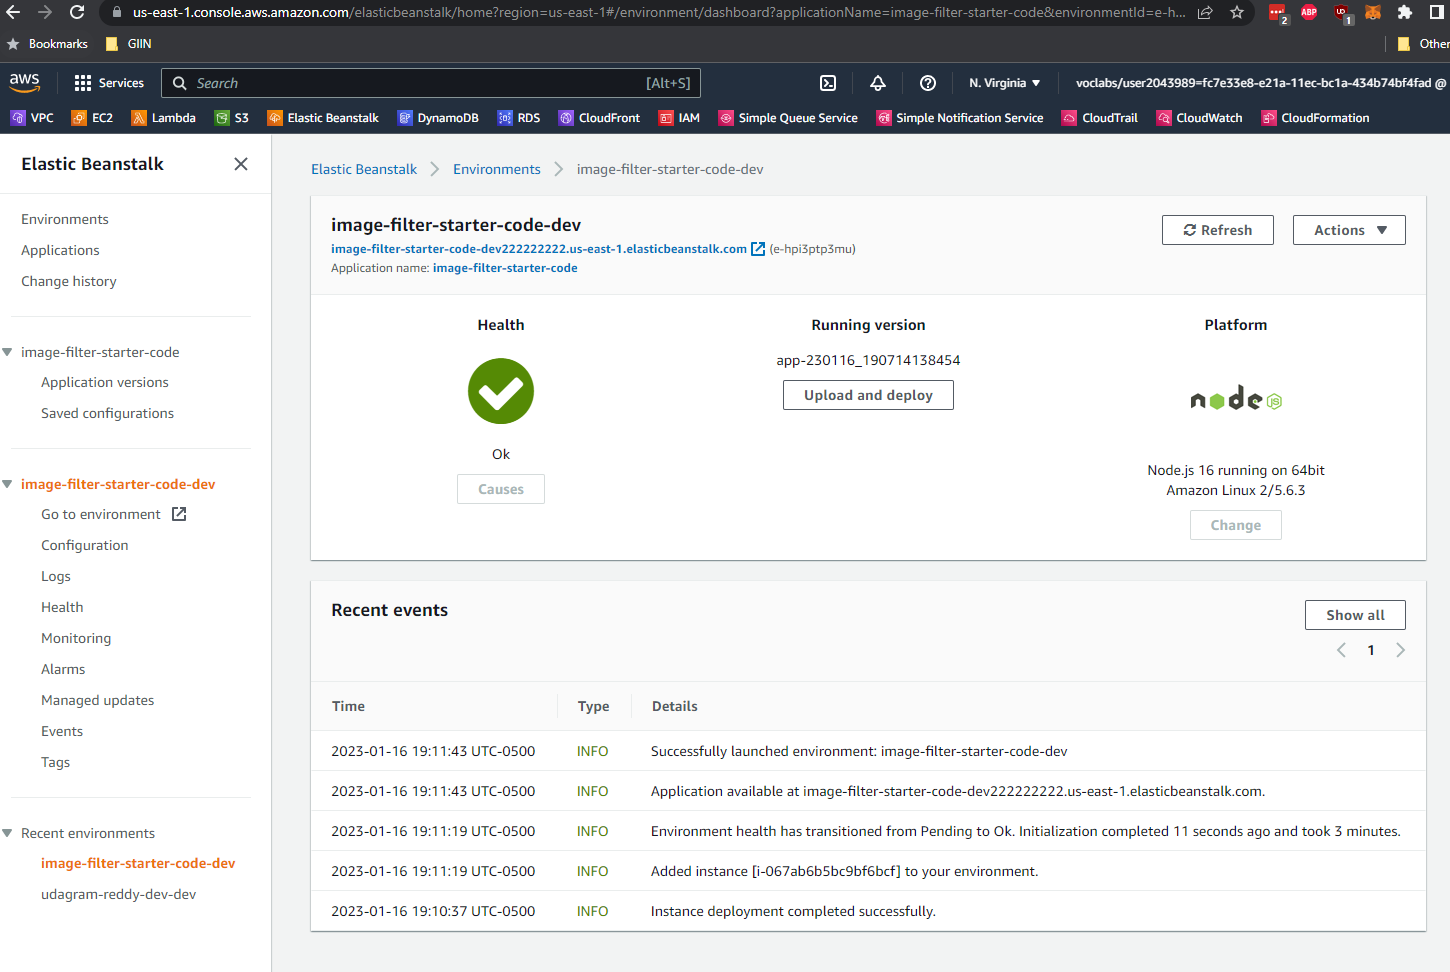 us-east-1.console.aws.amazon.com/elasticbeanstalk/home?region=us-east-1#/environment/dashboard?applicationName=image-filter-starter-code&environmentId=e-h...
2
ABP
1
Bookmarks
GIIN
Other
aws
Services
Search
[Alt+S]
N. Virginia
voclabs/user2043989=fc7e33e8-e21a-11ec-bc1a-434b74bf4fad @
VPC
EC2
Lambda
S3
Elastic Beanstalk
DynamoDB
RDS
CloudFront
IAM
Simple Queue Service
Simple Notification Service
CloudTrail
CloudWatch
CloudFormation
Elastic Beanstalk
Environments
Applications
Change history
image-filter-starter-code
Application versions
Saved configurations
image-filter-starter-code-dev
Go to environment
Configuration
Logs
Health
Monitoring
Alarms
Managed updates
Events
Tags
Recent environments
image-filter-starter-code-dev
udagram-reddy-dev-dev
Elastic Beanstalk
Environments
image-filter-starter-code-dev
image-filter-starter-code-dev
image-filter-starter-code-dev222222222.us-east-1.elasticbeanstalk.com (e-hpi3ptp3mu)
Application name: image-filter-starter-code
Refresh
Actions
Health
Ok
Causes
Running version
app-230116_190714138454
Upload and deploy
Platform
node JS
Node.js 16 running on 64bit
Amazon Linux 2/5.6.3
Change
Recent events
Show all
1
Time Type Details
2023-01-16 19:11:43 UTC-0500 INFO Successfully launched environment: image-filter-starter-code-dev
2023-01-16 19:11:43 UTC-0500 INFO Application available at image-filter-starter-code-dev222222222.us-east-1.elasticbeanstalk.com.
2023-01-16 19:11:19 UTC-0500 INFO Environment health has transitioned from Pending to Ok. Initialization completed 11 seconds ago and took 3 minutes.
2023-01-16 19:11:19 UTC-0500 INFO Added instance [i-067ab6b5bc9bf6bcf] to your environment.
2023-01-16 19:10:37 UTC-0500 INFO Instance deployment completed successfully.